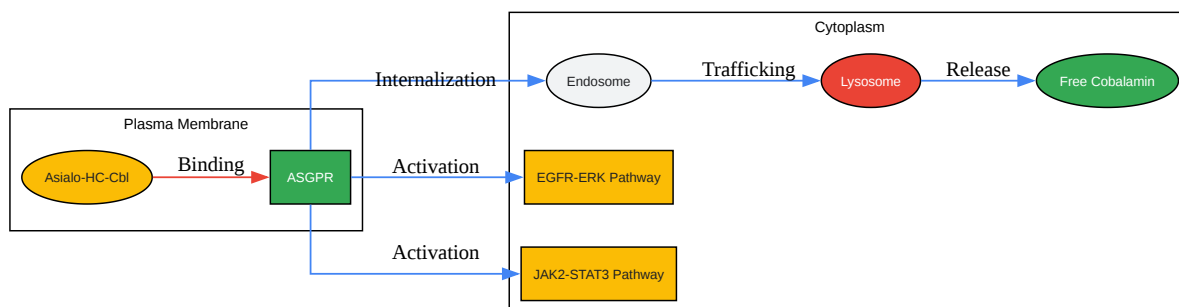 Cytoplasm
Internalization
Endosome
Trafficking
Lysosome
Release
Free Cobalamin
Plasma Membrane
Asialo-HC-Cbl
Binding
ASGPR
Activation
EGFR-ERK Pathway
Activation
JAK2-STAT3 Pathway